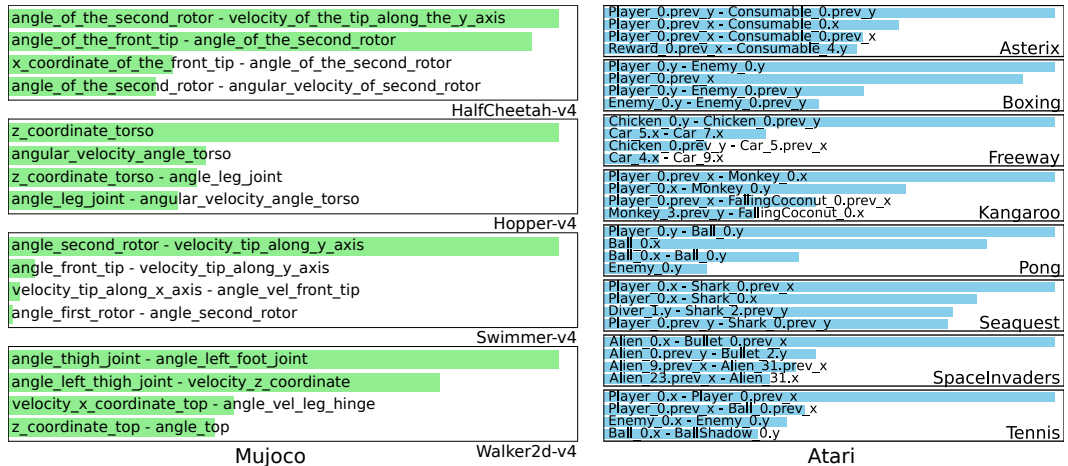 angle_of_the_second_rotor - velocity_of_the_tip_along_the_y_axis
angle_of_the_front_tip - angle_of_the_second_rotor
x_coordinate_of_the_front_tip - angle_of_the_second_rotor
angle_of_the_second_rotor - angular_velocity_of_second_rotor
HalfCheetah-v4
z_coordinate_torso
angular_velocity_angle_torso
z_coordinate_torso - angle_leg_joint
angle_leg_joint - angular_velocity_angle_torso
Hopper-v4
angle_second_rotor - velocity_tip_along_y_axis
angle_front_tip - velocity_tip_along_y_axis
velocity_tip_along_x_axis - angle_vel_front_tip
angle_first_rotor - angle_second_rotor
Swimmer-v4
angle_thigh_joint - angle_left_foot_joint
angle_left_thigh_joint - velocity_z_coordinate
velocity_x_coordinate_top - angle_vel_leg_hinge
z_coordinate_top - angle_top
Walker2d-v4
Mujoco
Player_0.prev_y - Consumable_0.prev_y
Player_0.prev_x - Consumable_0.x
Player_0.prev_x - Consumable_0.prev_x
Reward_0.prev_x - Consumable_4.y
Asterix
Player_0.y - Enemy_0.y
Player_0.prev_x
Player_0.y - Enemy_0.prev_y
Enemy_0.y - Enemy_0.prev_y
Boxing
Chicken_0.y - Chicken_0.prev_y
Car_5.x - Car_7.x
Chicken_0.prev_y - Car_5.prev_x
Car_4.x - Car_9.x
Freeway
Player_0.prev_x - Monkey_0.x
Player_0.x - Monkey_0.y
Player_0.prev_x - FallingCoconut_0.prev_x
Monkey_3.prev_y - FallingCoconut_0.x
Kangaroo
Player_0.y - Ball_0.y
Ball_0.x
Ball_0.x - Ball_0.y
Enemy_0.y
Pong
Player_0.x - Shark_0.prev_x
Player_0.x - Shark_0.x
Diver_1.y - Shark_2.prev_y
Player_0.prev_y - Shark_0.prev_y
Seaquest
Alien_0.x - Bullet_0.prev_x
Alien_0.prev_y - Bullet_2.y
Alien_9.prev_x - Alien_31.prev_x
Alien_23.prev_x - Alien_31.x
SpaceInvaders
Player_0.x - Player_0.prev_x
Player_0.prev_x - Ball_0.prev_x
Enemy_0.x - Enemy_0.y
Ball_0.x - BallShadow_0.y
Tennis
Atari